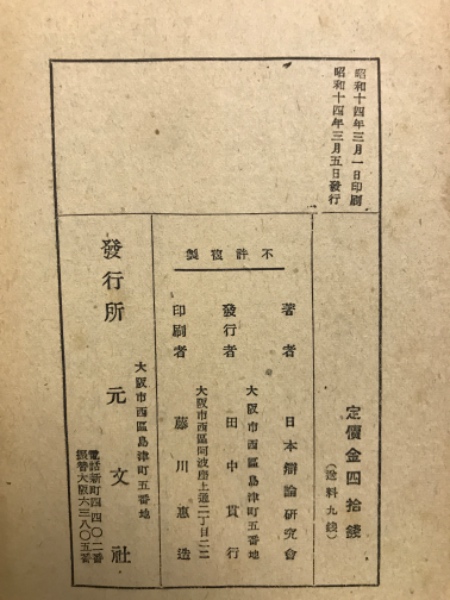 昭和十四年三月一日印刷
昭和十四年三月五日發行
定價金四拾錢
(送料九錢)
不許複製
著者 日本辯論研究會
大阪市西區島津町五番地
發行者 田中貫行
大阪市西區阿波座上通二丁目二二
印刷者 藤川惠造
大阪市西區島津町五番地
發行所 元文社
電話新町四四〇二番
振替大阪六三八〇五番